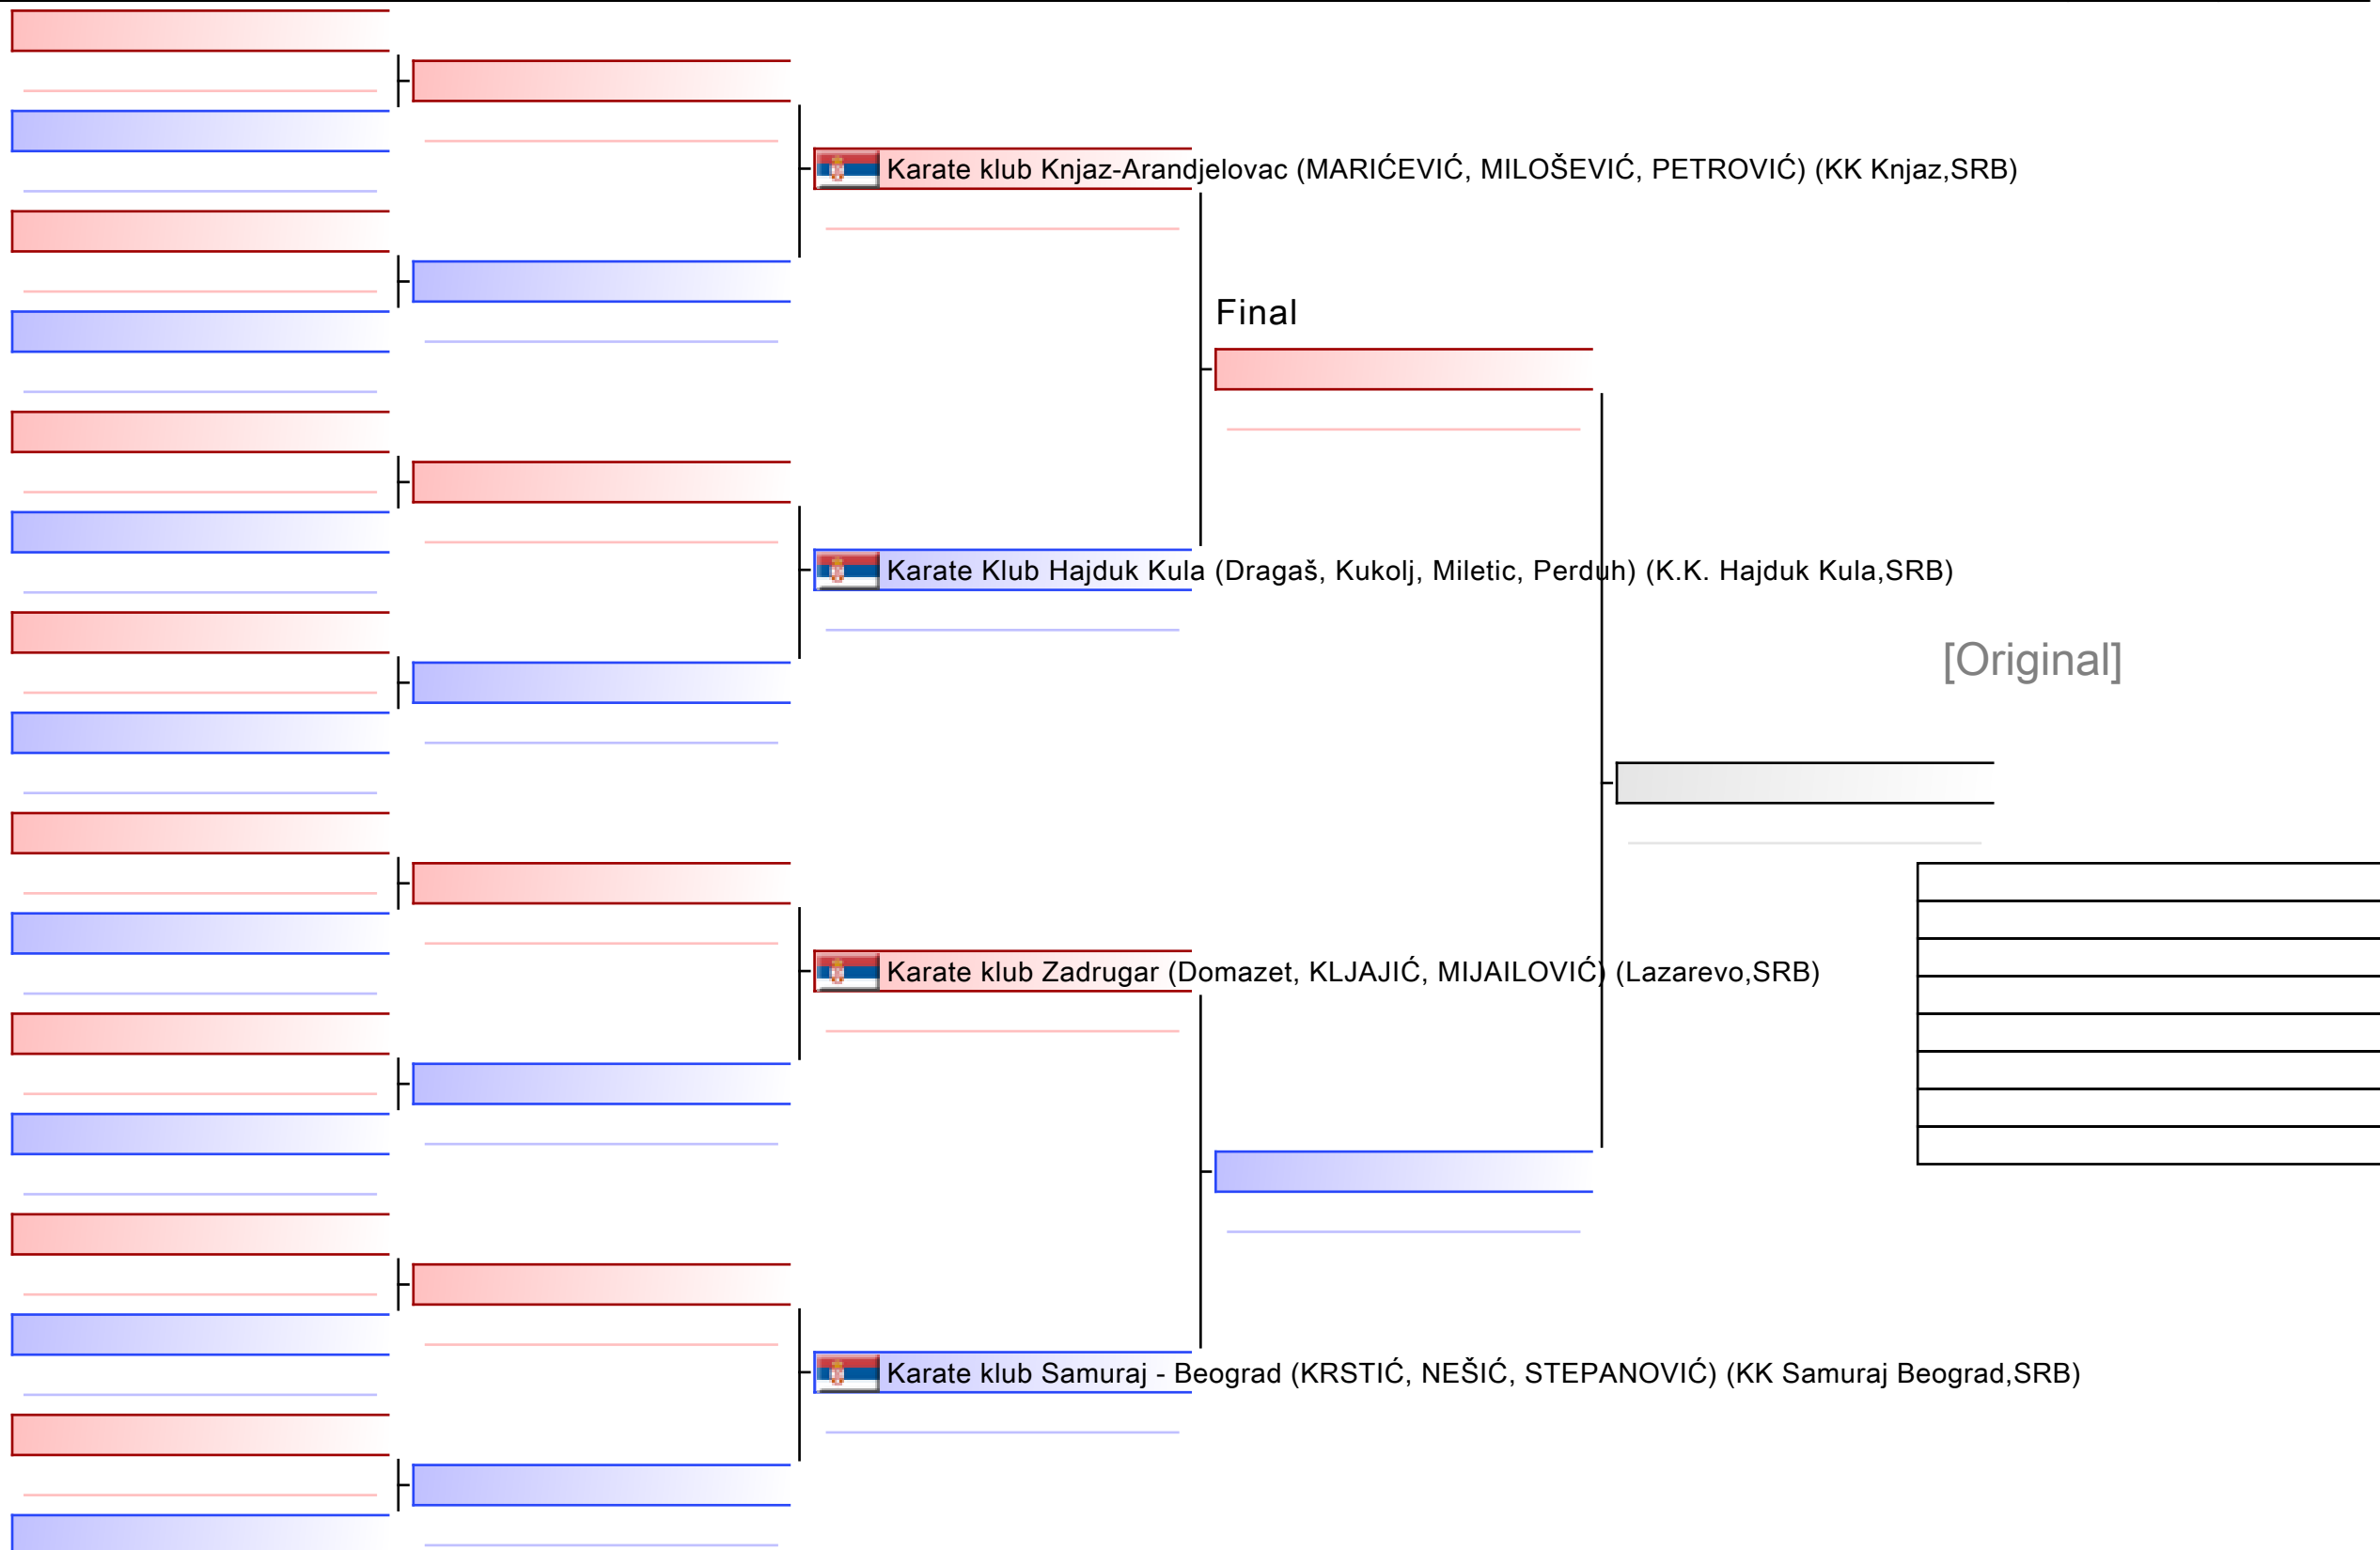 Karate klub Knjaz-Arandjelovac (MARIĆEVIĆ, MILOŠEVIĆ, PETROVIĆ) (KK Knjaz,SRB)
Final
Karate Klub Hajduk Kula (Dragaš, Kukolj, Miletic, Perduh) (K.K. Hajduk Kula,SRB)
[Original]
Karate klub Zadrugar (Domazet, KLJAJIĆ, MIJAILOVIĆ) (Lazarevo,SRB)
Karate klub Samuraj - Beograd (KRSTIĆ, NEŠIĆ, STEPANOVIĆ) (KK Samuraj Beograd,SRB)